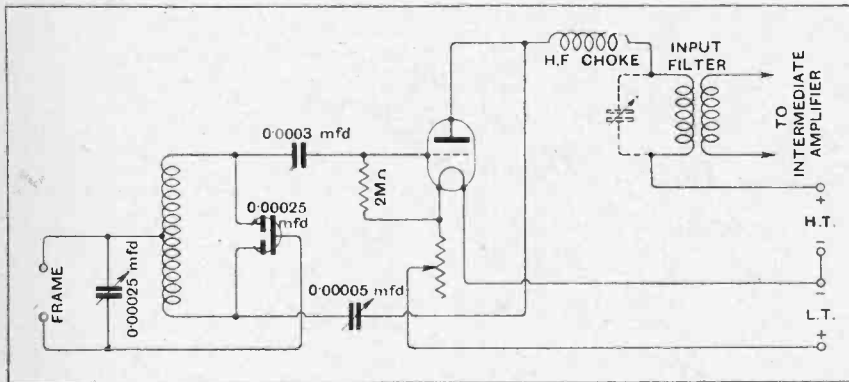 H.F CHOKE
INPUT
FILTER
TO
INTERMEDIATE
AMPLIFIER
0·0003 mfd
2MΩ
0·00025
mfd
0·00005 mfd
FRAME
0·00025 mfd
+
H.T.
−
−
L.T.
+